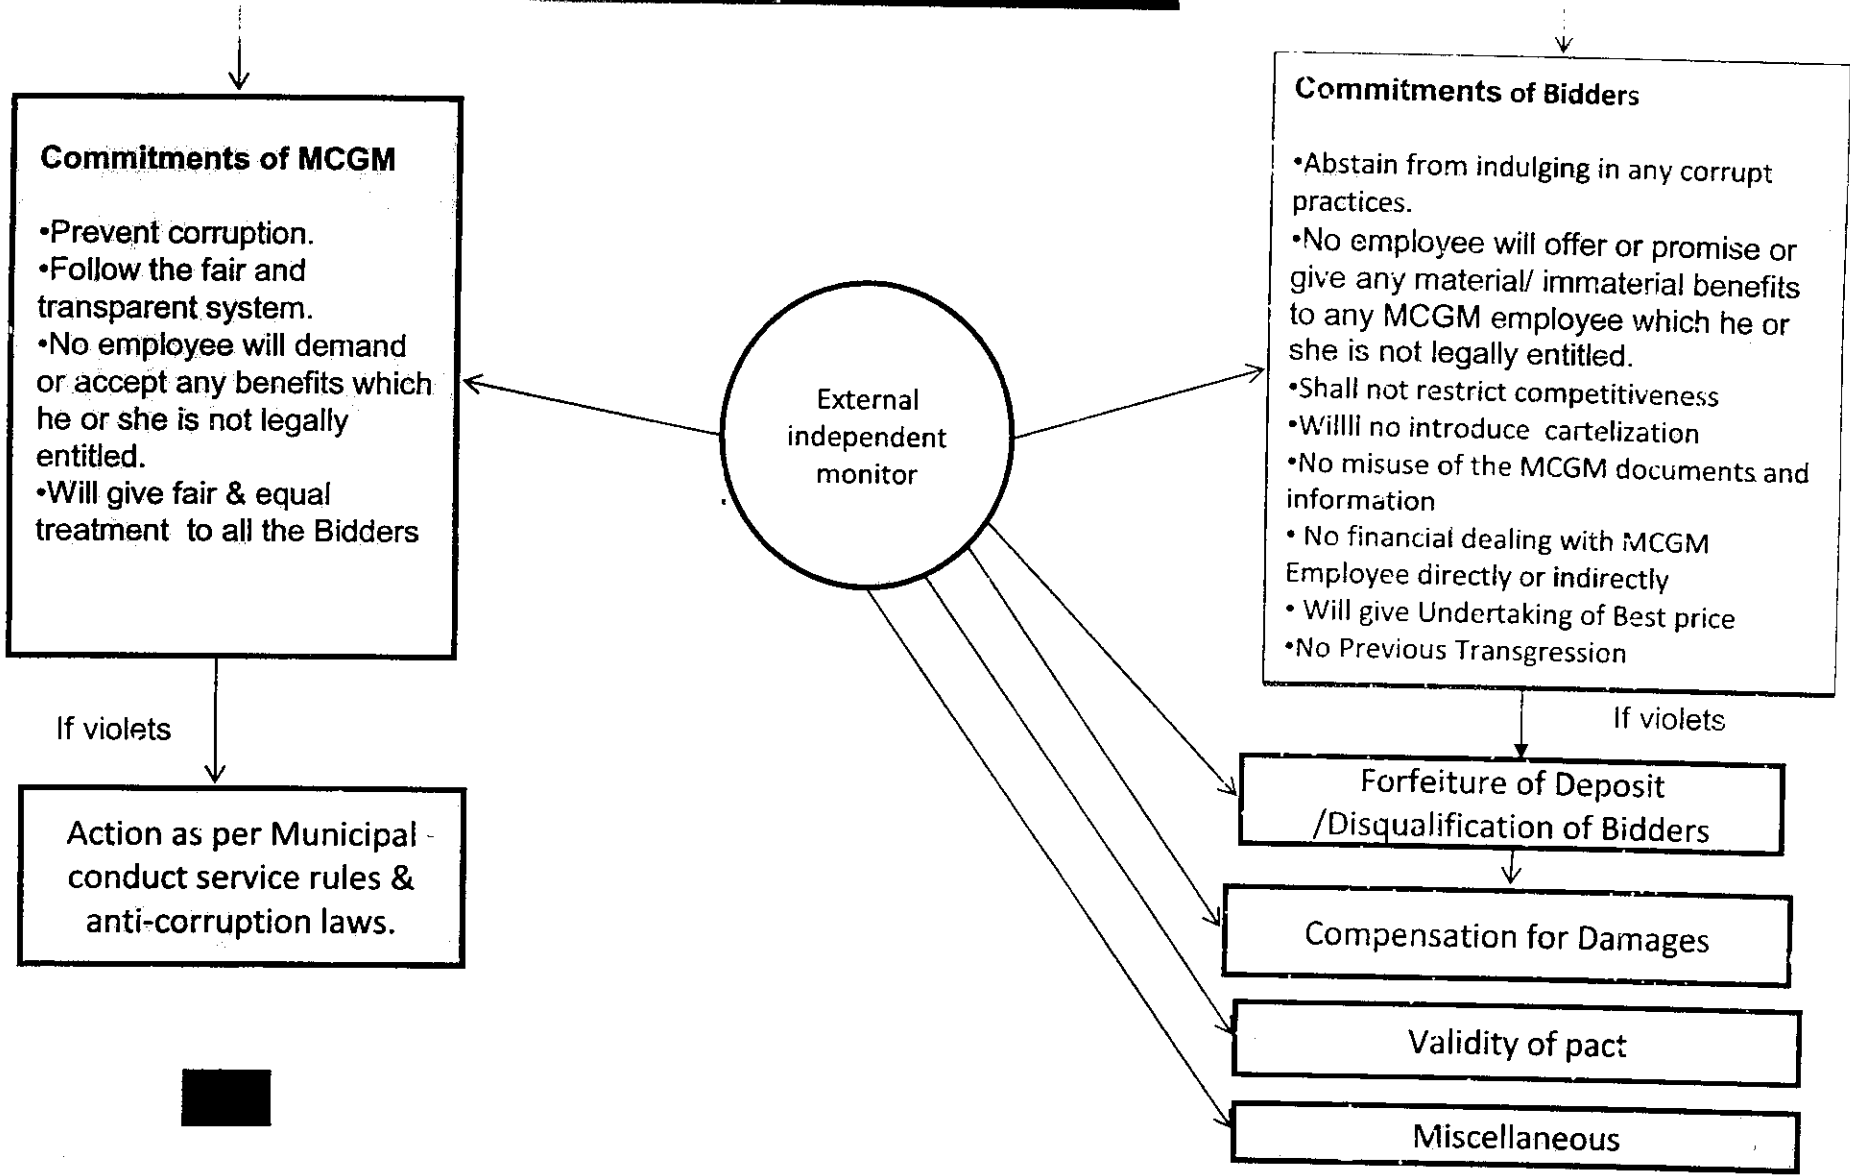 Commitments of MCGM
•Prevent corruption.
•Follow the fair and
transparent system.
•No employee will demand
or accept any benefits which
he or she is not legally
entitled.
•Will give fair & equal
treatment to all the Bidders
If violets
Action as per Municipal
conduct service rules &
anti-corruption laws.
External
independent
monitor
Commitments of Bidders
•Abstain from indulging in any corrupt
practices.
•No employee will offer or promise or
give any material/ immaterial benefits
to any MCGM employee which he or
she is not legally entitled.
•Shall not restrict competitiveness
•Willli no introduce cartelization
•No misuse of the MCGM documents and
information
• No financial dealing with MCGM
Employee directly or indirectly
• Will give Undertaking of Best price
•No Previous Transgression
If violets
Forfeiture of Deposit
/Disqualification of Bidders
Compensation for Damages
Validity of pact
Miscellaneous